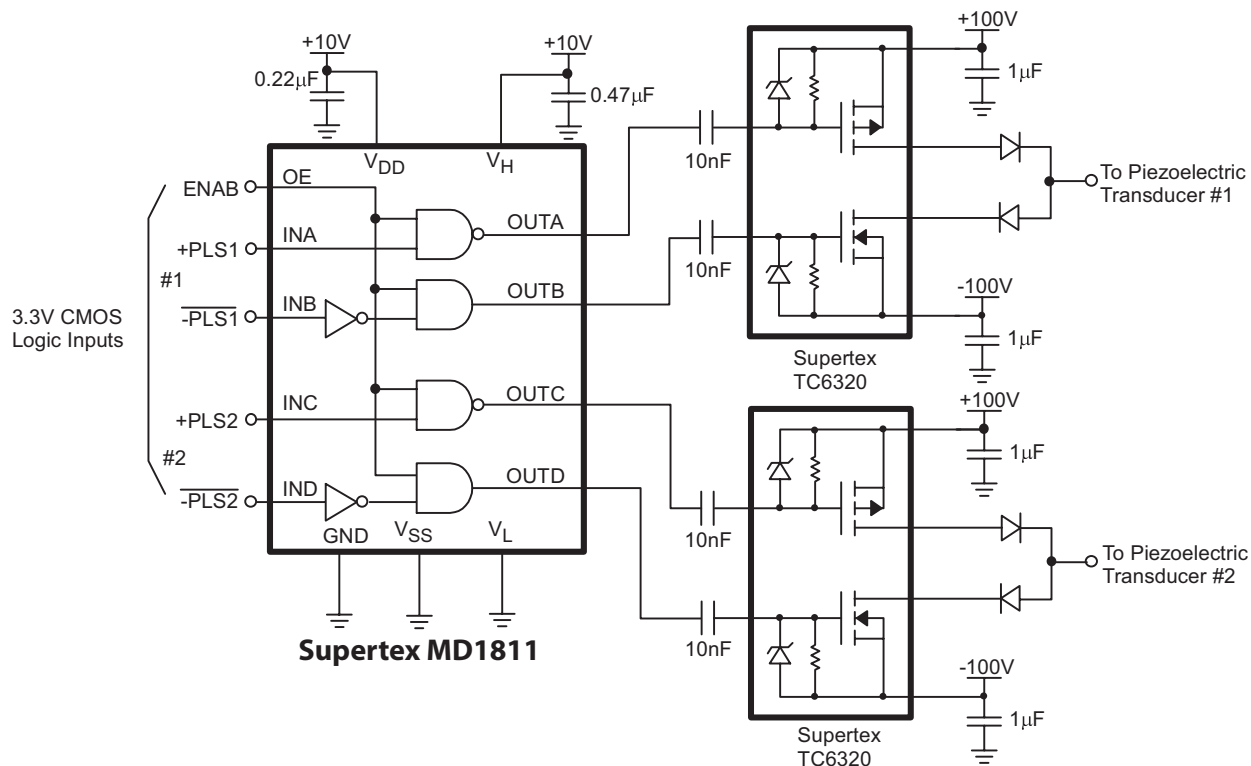 +10V
0.22μF
+10V
0.47μF
+100V
1μF
10nF
To Piezoelectric
Transducer #1
10nF
-100V
1μF
Supertex
TC6320
V_DD
V_H
ENAB
OE
+PLS1
INA
OUTA
#1
-PLS1
INB
OUTB
3.3V CMOS
Logic Inputs
+PLS2
INC
OUTC
#2
-PLS2
IND
OUTD
GND
V_SS
V_L
Supertex MD1811
+100V
1μF
10nF
To Piezoelectric
Transducer #2
10nF
-100V
1μF
Supertex
TC6320